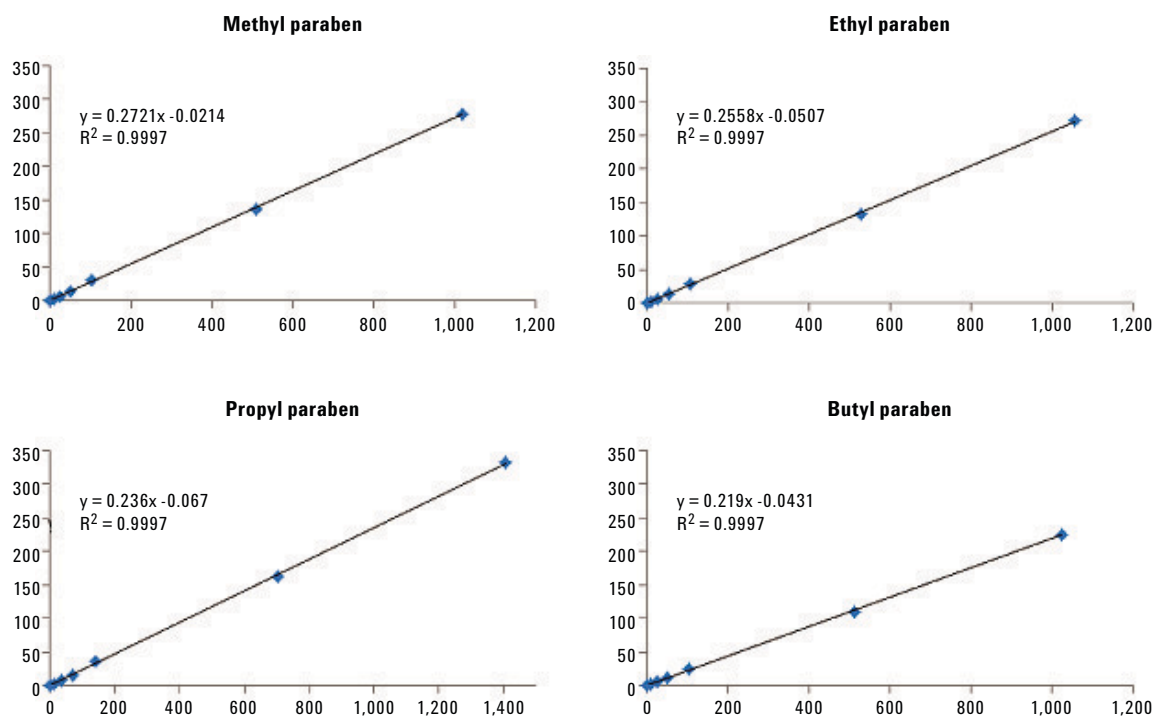 Methyl paraben
350
300
250
200
150
100
50
0
y = 0.2721x -0.0214
R² = 0.9997
0 200 400 600 800 1,000 1,200
Ethyl paraben
350
300
250
200
150
100
50
0
y = 0.2558x -0.0507
R² = 0.9997
0 200 400 600 800 1,000 1,200
Propyl paraben
350
300
250
200
150
100
50
0
y = 0.236x -0.067
R² = 0.9997
0 200 400 600 800 1,000 1,200 1,400
Butyl paraben
350
300
250
200
150
100
50
0
y = 0.219x -0.0431
R² = 0.9997
0 200 400 600 800 1,000 1,200